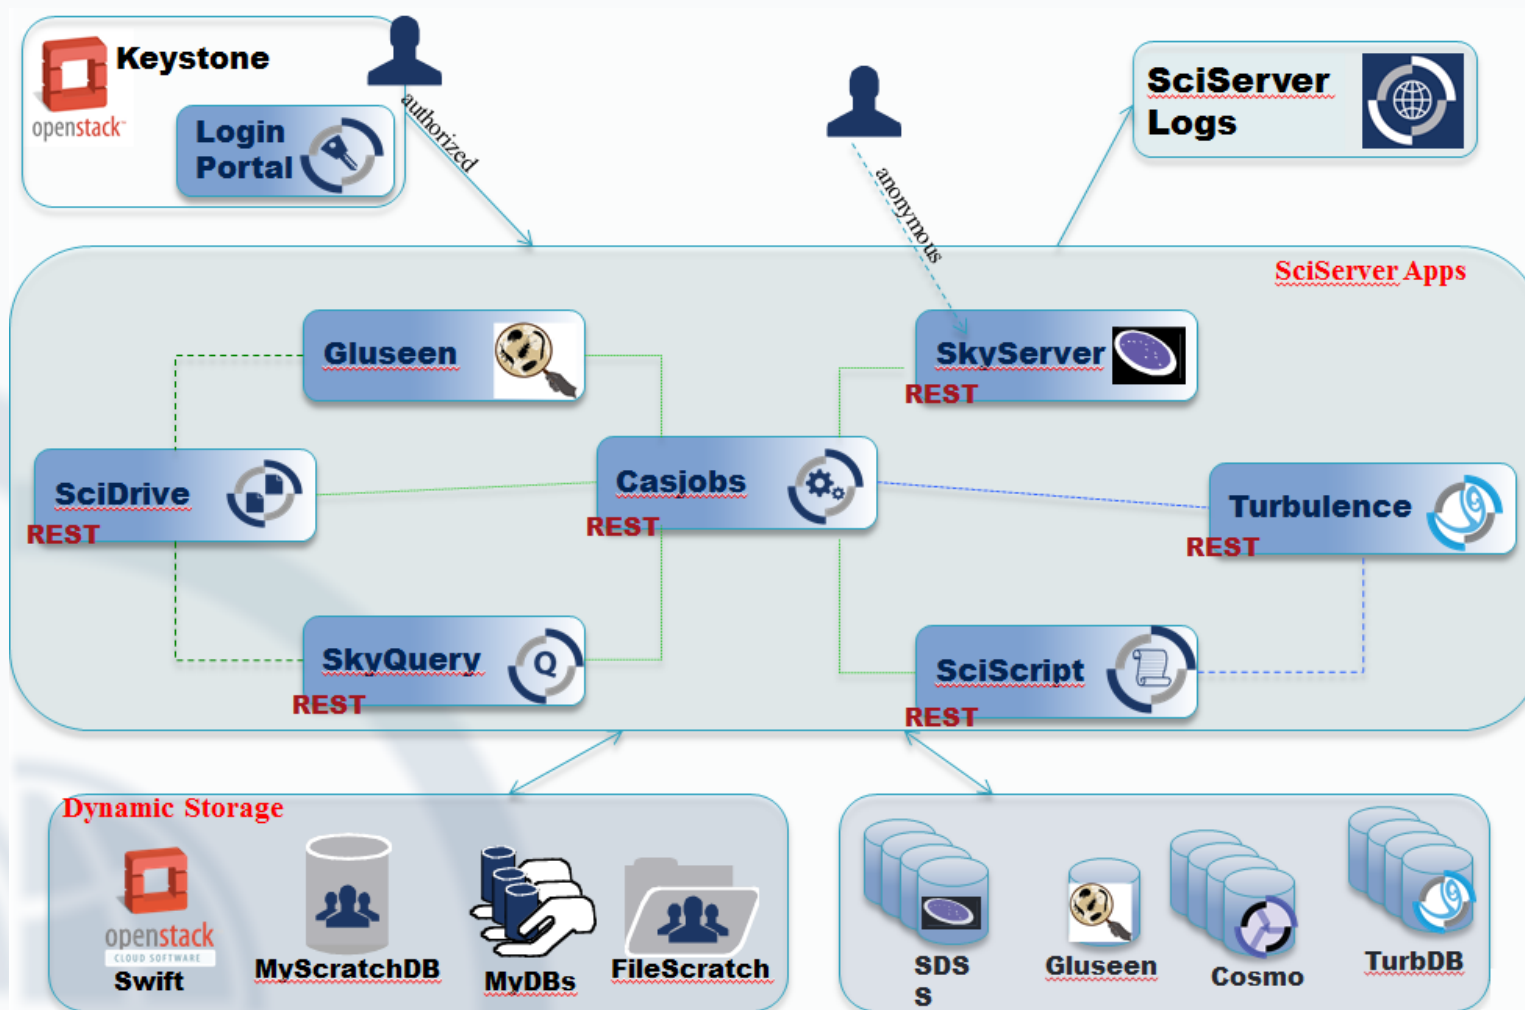 Keystone
openstack™
Login
Portal
authorized
anonymous
SciServer
Logs
SciServer Apps
Gluseen
SkyServer
REST
SciDrive
REST
Casjobs
REST
Turbulence
REST
SkyQuery
REST
SciScript
REST
Q
Dynamic Storage
openstack
CLOUD SOFTWARE
Swift
MyScratchDB
MyDBs
FileScratch
SDS
S
Gluseen
Cosmo
TurbDB